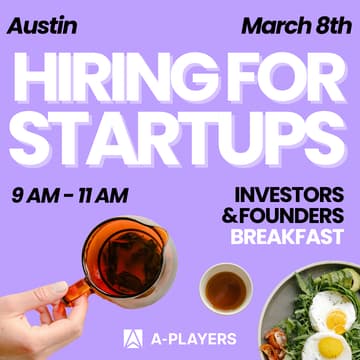 Austin
March 8th
HIRING FOR
STARTUPS
9 AM - 11 AM
INVESTORS
& FOUNDERS
BREAKFAST
A-PLAYERS